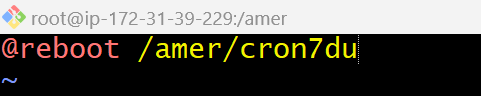 root@ip-172-31-39-229:/amer
@reboot /amer/cron7du
~